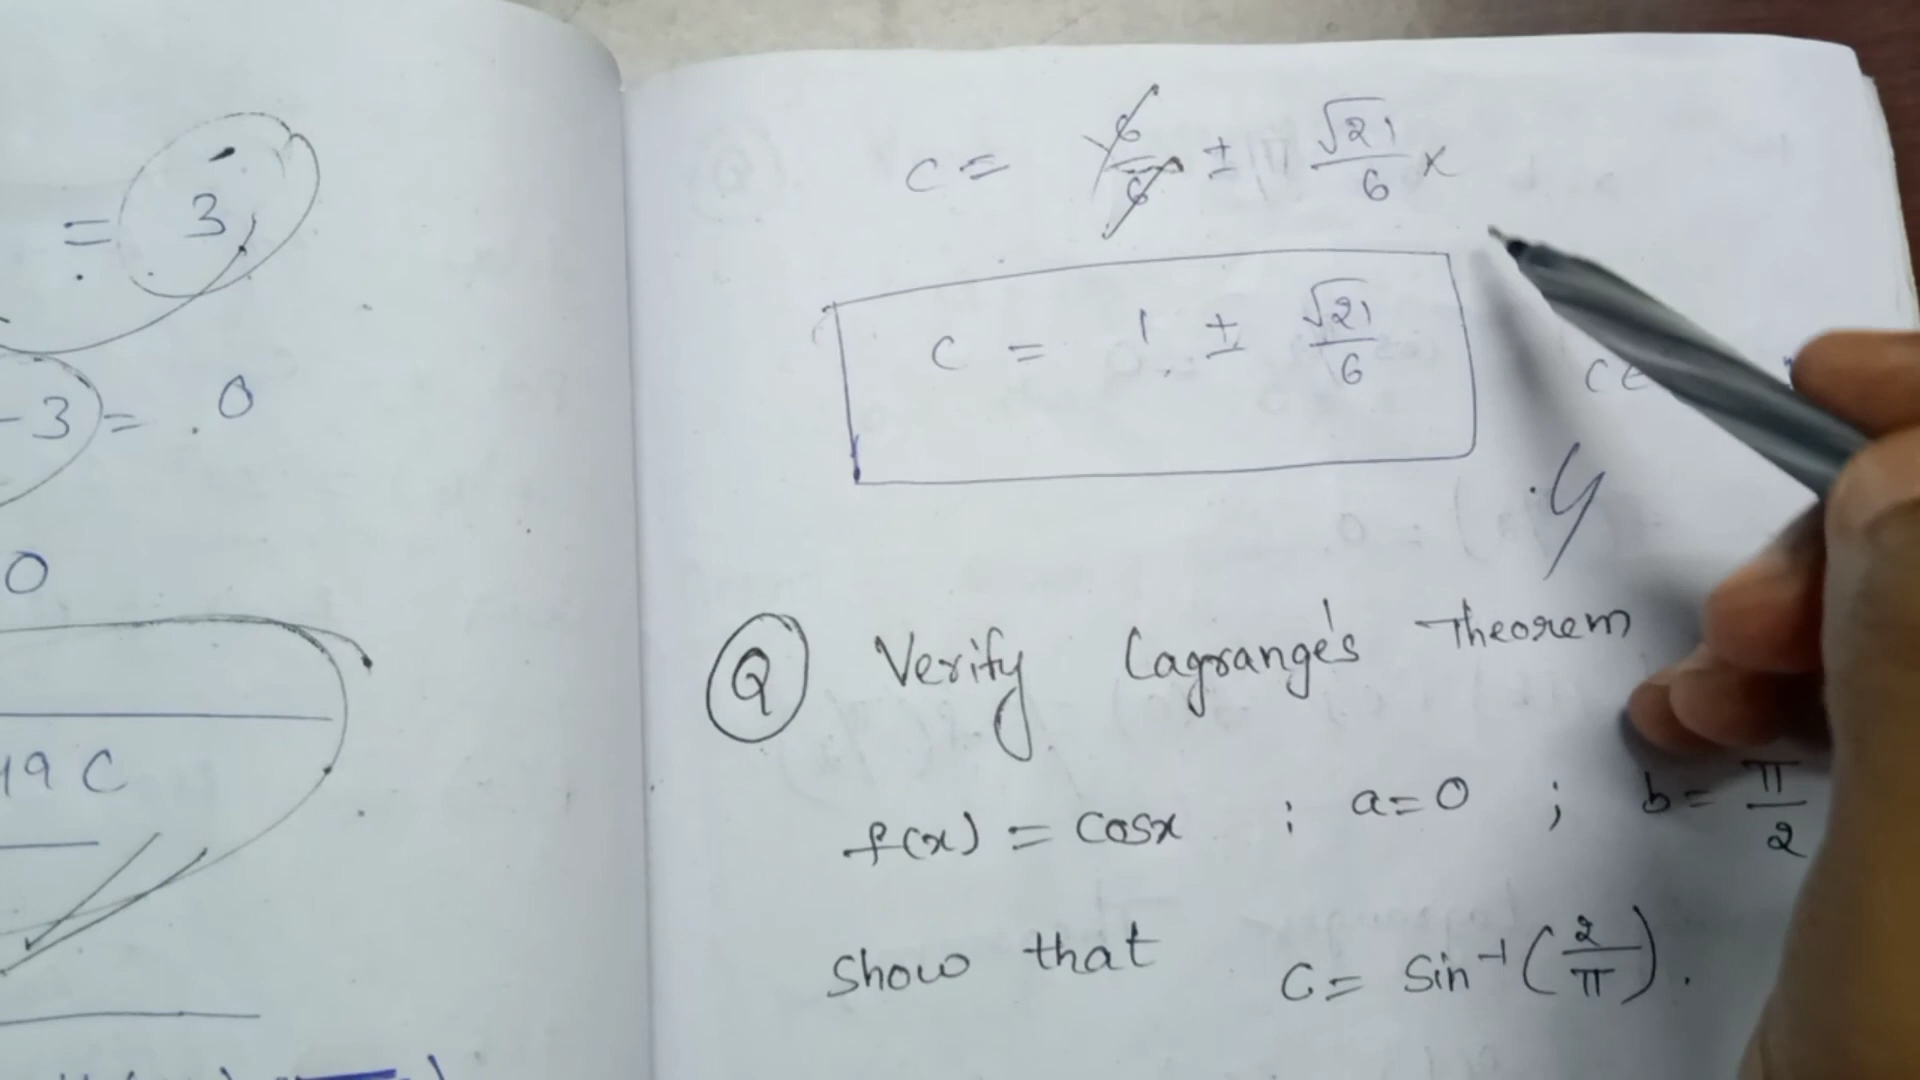 = 3
-3) = 0
0
49 C
c = 6/6 ± √21/6 x
c = 1 ± √21/6
Q Verify Lagrange's Theorem
f(x) = cosx ; a=0 ; b= π/2
Show that c= Sin⁻¹(2/π).